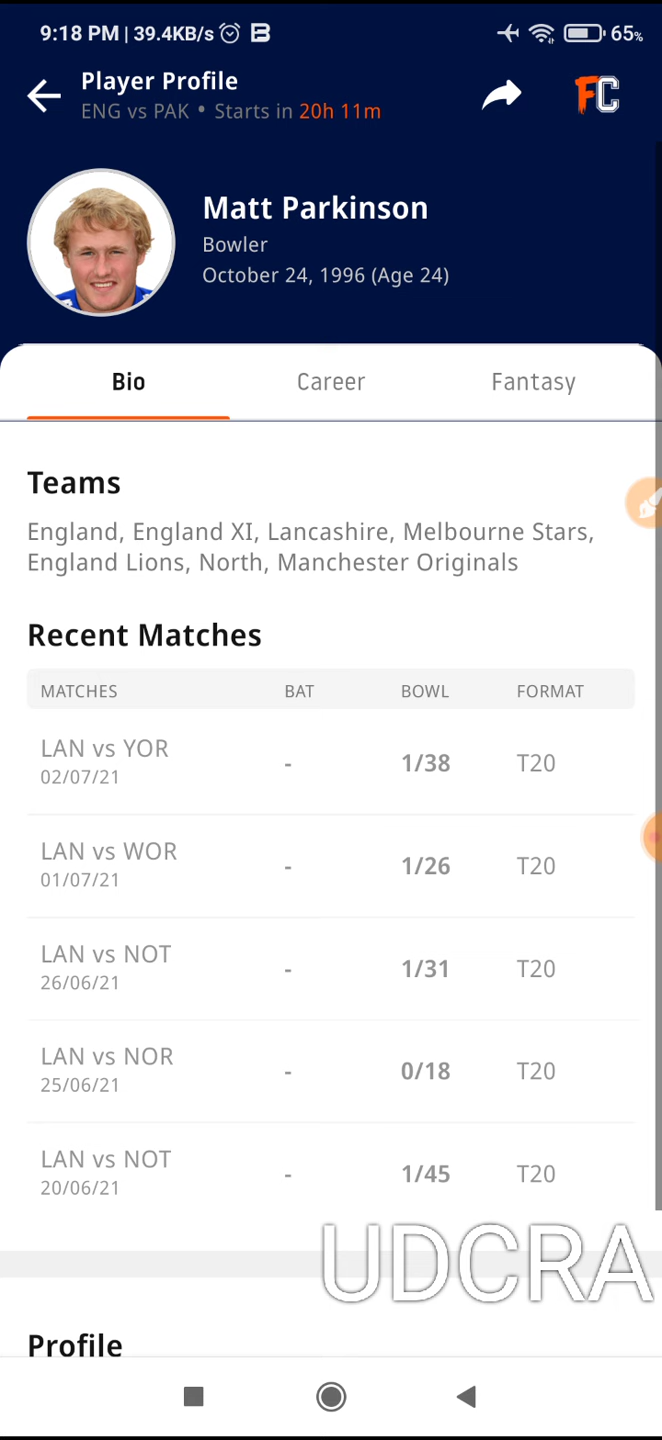 9:18 PM | 39.4KB/s
65%
Player Profile
ENG vs PAK • Starts in 20h 11m
FC
Matt Parkinson
Bowler
October 24, 1996 (Age 24)
Bio Career Fantasy
Teams
England, England XI, Lancashire, Melbourne Stars,
England Lions, North, Manchester Originals
Recent Matches
MATCHES BAT BOWL FORMAT
LAN vs YOR - 1/38 T20
02/07/21
LAN vs WOR - 1/26 T20
01/07/21
LAN vs NOT - 1/31 T20
26/06/21
LAN vs NOR - 0/18 T20
25/06/21
LAN vs NOT - 1/45 T20
20/06/21
UDCRA
Profile